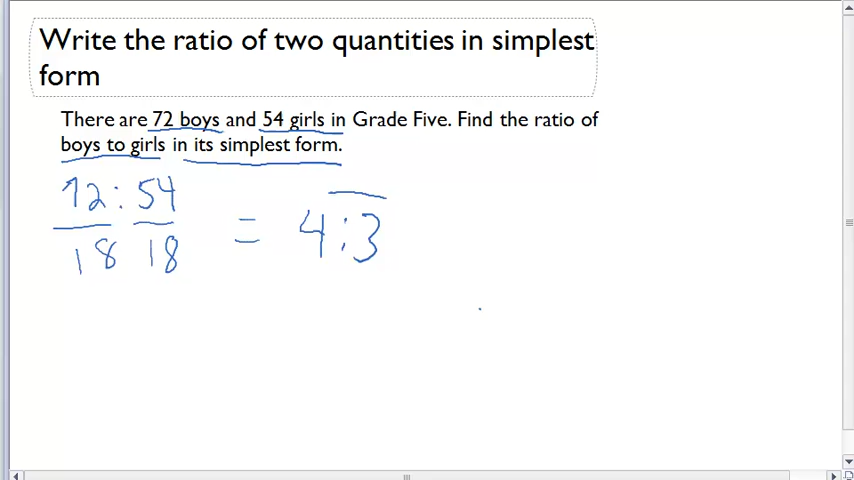 Write the ratio of two quantities in simplest
form
There are 72 boys and 54 girls in Grade Five. Find the ratio of
boys to girls in its simplest form.
72 : 54
18 18 = 4 : 3